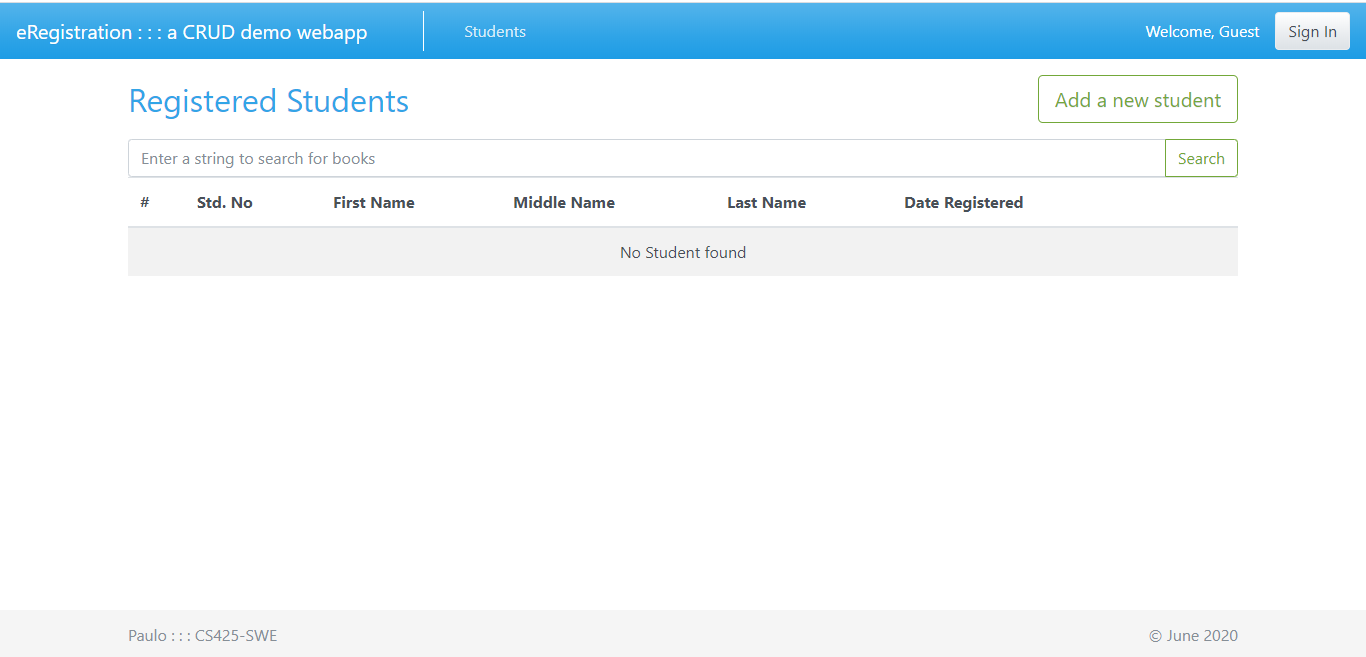 eRegistration : : : a CRUD demo webapp Students Welcome, Guest Sign In
Registered Students Add a new student
Enter a string to search for books Search
# Std. No First Name Middle Name Last Name Date Registered
No Student found
Paulo : : : CS425-SWE © June 2020